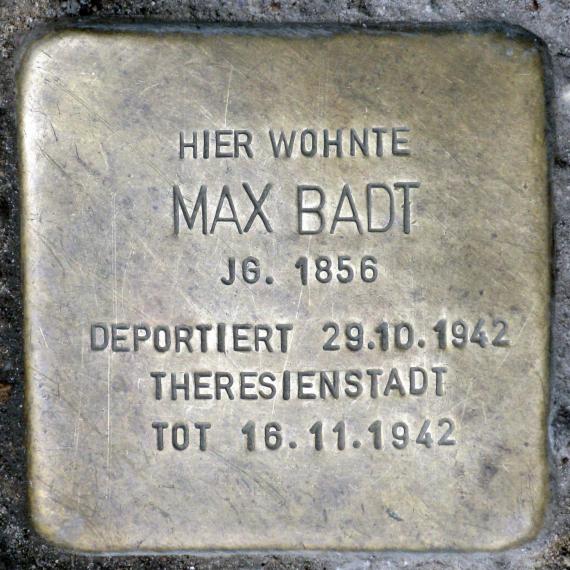 HIER WOHNTE
MAX BADT
JG. 1856
DEPORTIERT 29.10.1942
THERESIENSTADT
TOT 16.11.1942